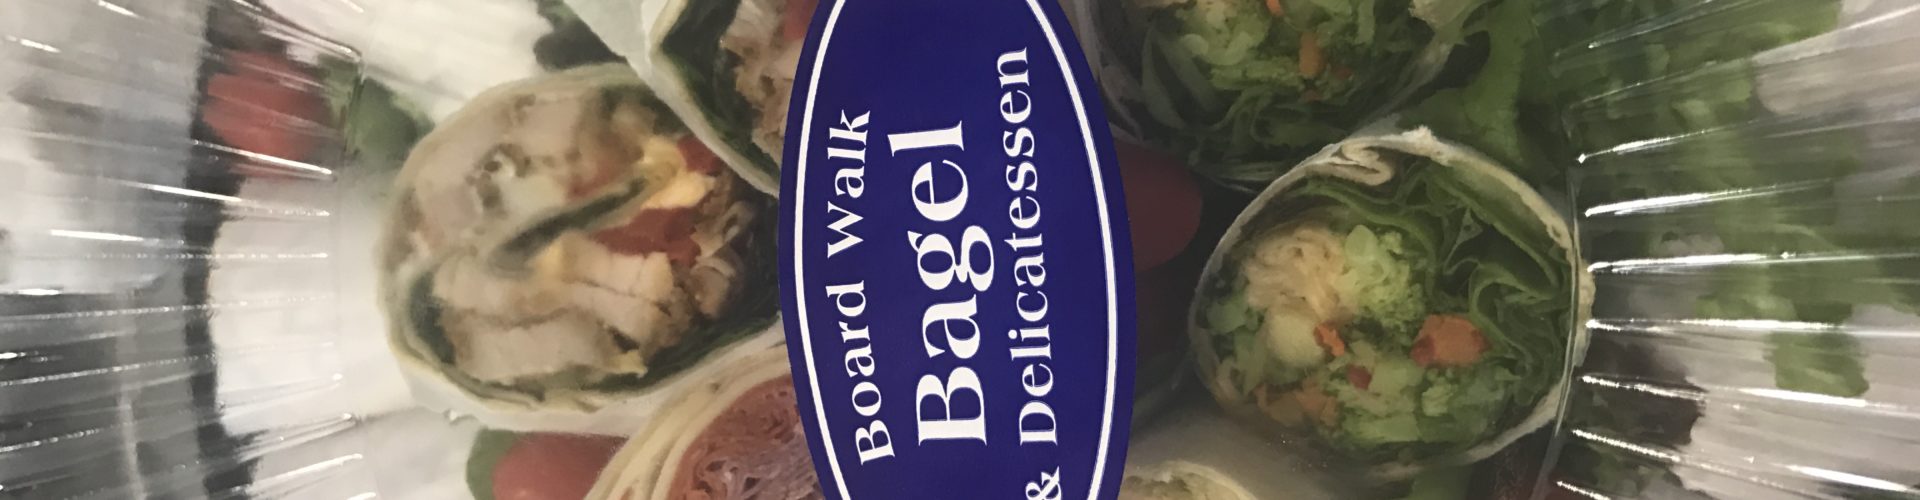 Board Walk
Bagel
& Delicatessen